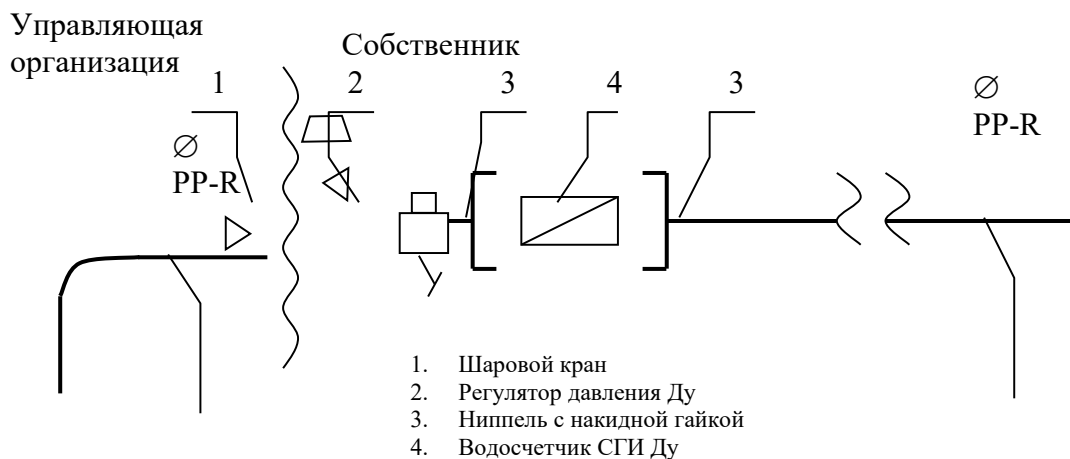 Управляющая
организация
Собственник
1
2
3
4
3
∅
PP-R
∅
PP-R
1. Шаровой кран
2. Регулятор давления Ду
3. Ниппель с накидной гайкой
4. Водосчетчик СГИ Ду